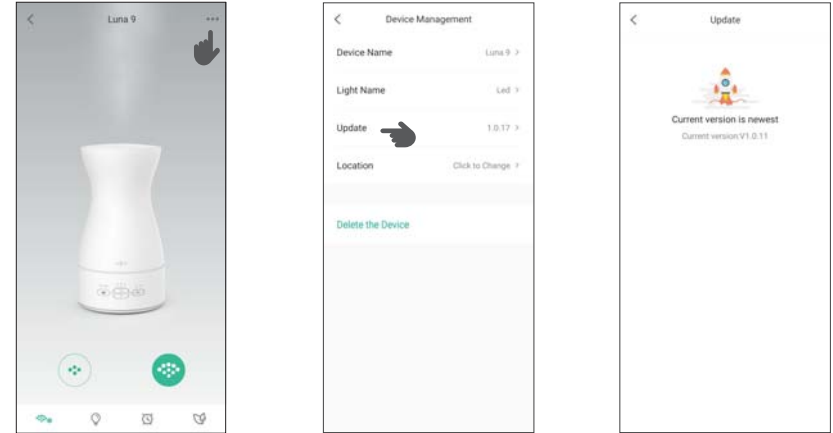 Luna 9
Device Management
Device Name Luna 9
Light Name Led
Update 1.0.17
Location Click to Change
Delete the Device
Update
Current version is newest
Current version:V1.0.11